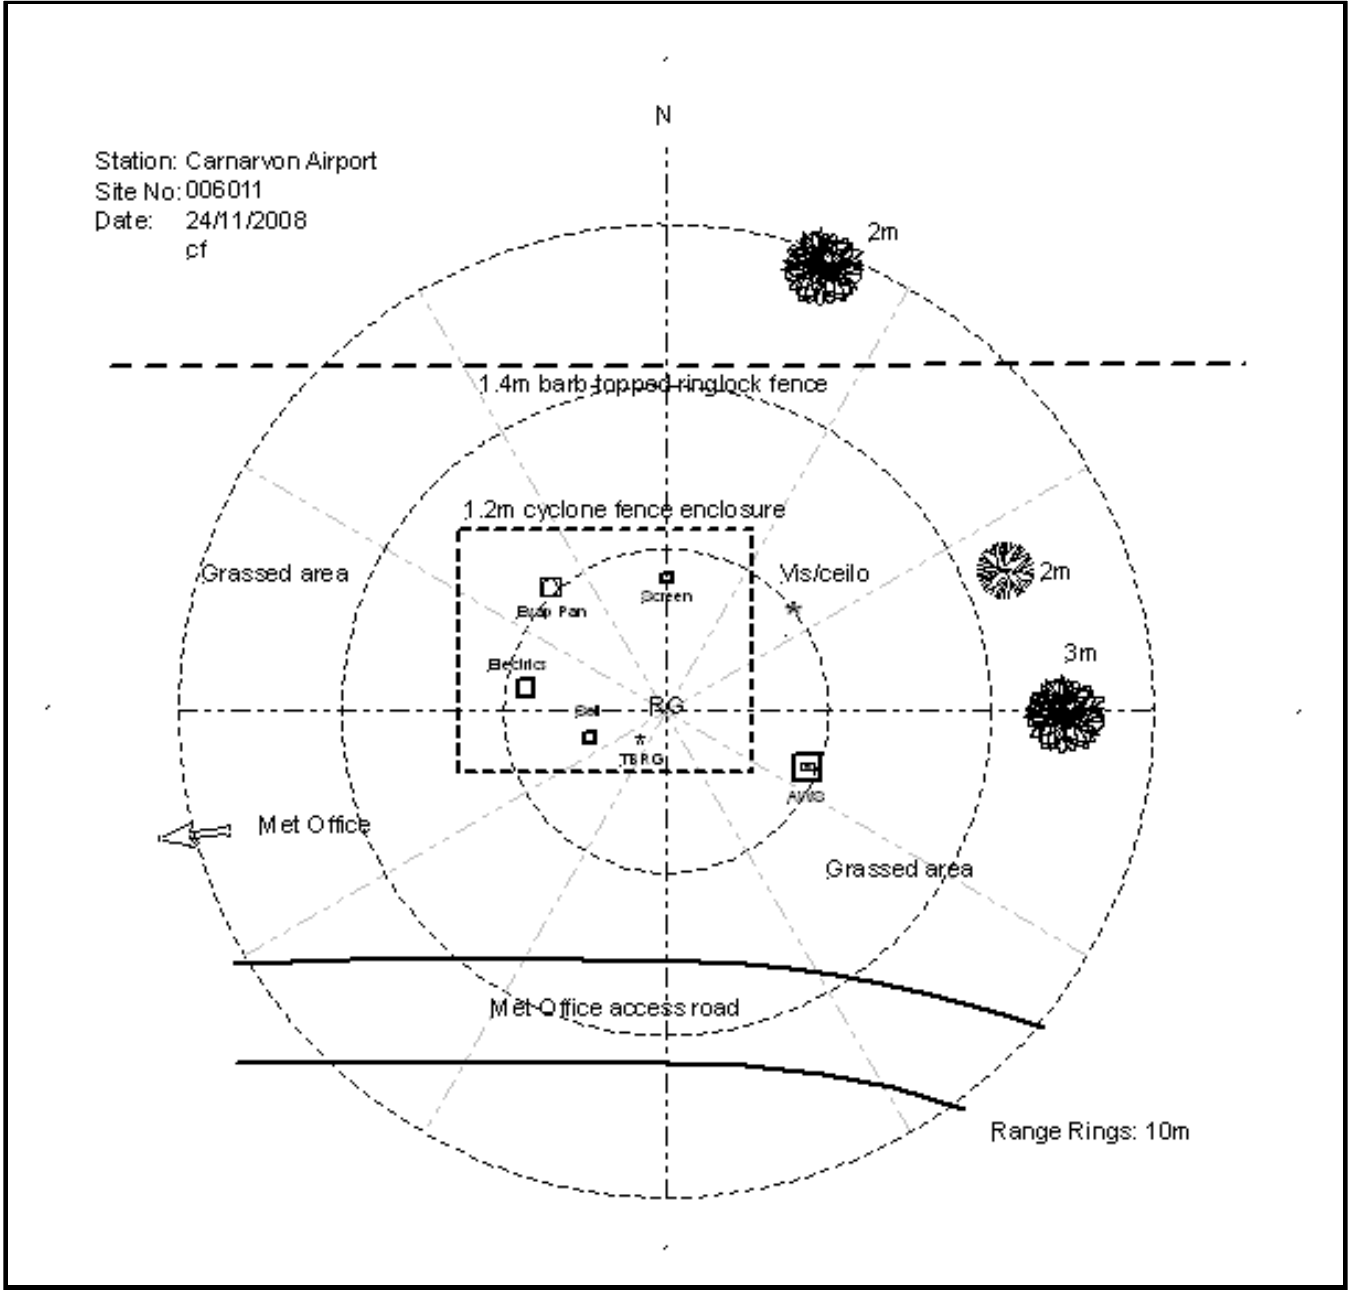 N
Station: Carnarvon Airport
Site No: 006011
Date: 24/11/2008
cf
2m
1.4m barb topped ringlock fence
1.2m cyclone fence enclosure
Grassed area
Vis/ceilo
2m
Evap Pan
Screen
Electrics
3m
RG
TBRG
AWS
Met Office
Grassed area
Met Office access road
Range Rings: 10m